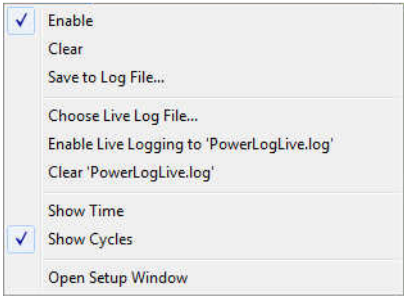 Enable
Clear
Save to Log File...
Choose Live Log File...
Enable Live Logging to 'PowerLogLive.log'
Clear 'PowerLogLive.log'
Show Time
Show Cycles
Open Setup Window